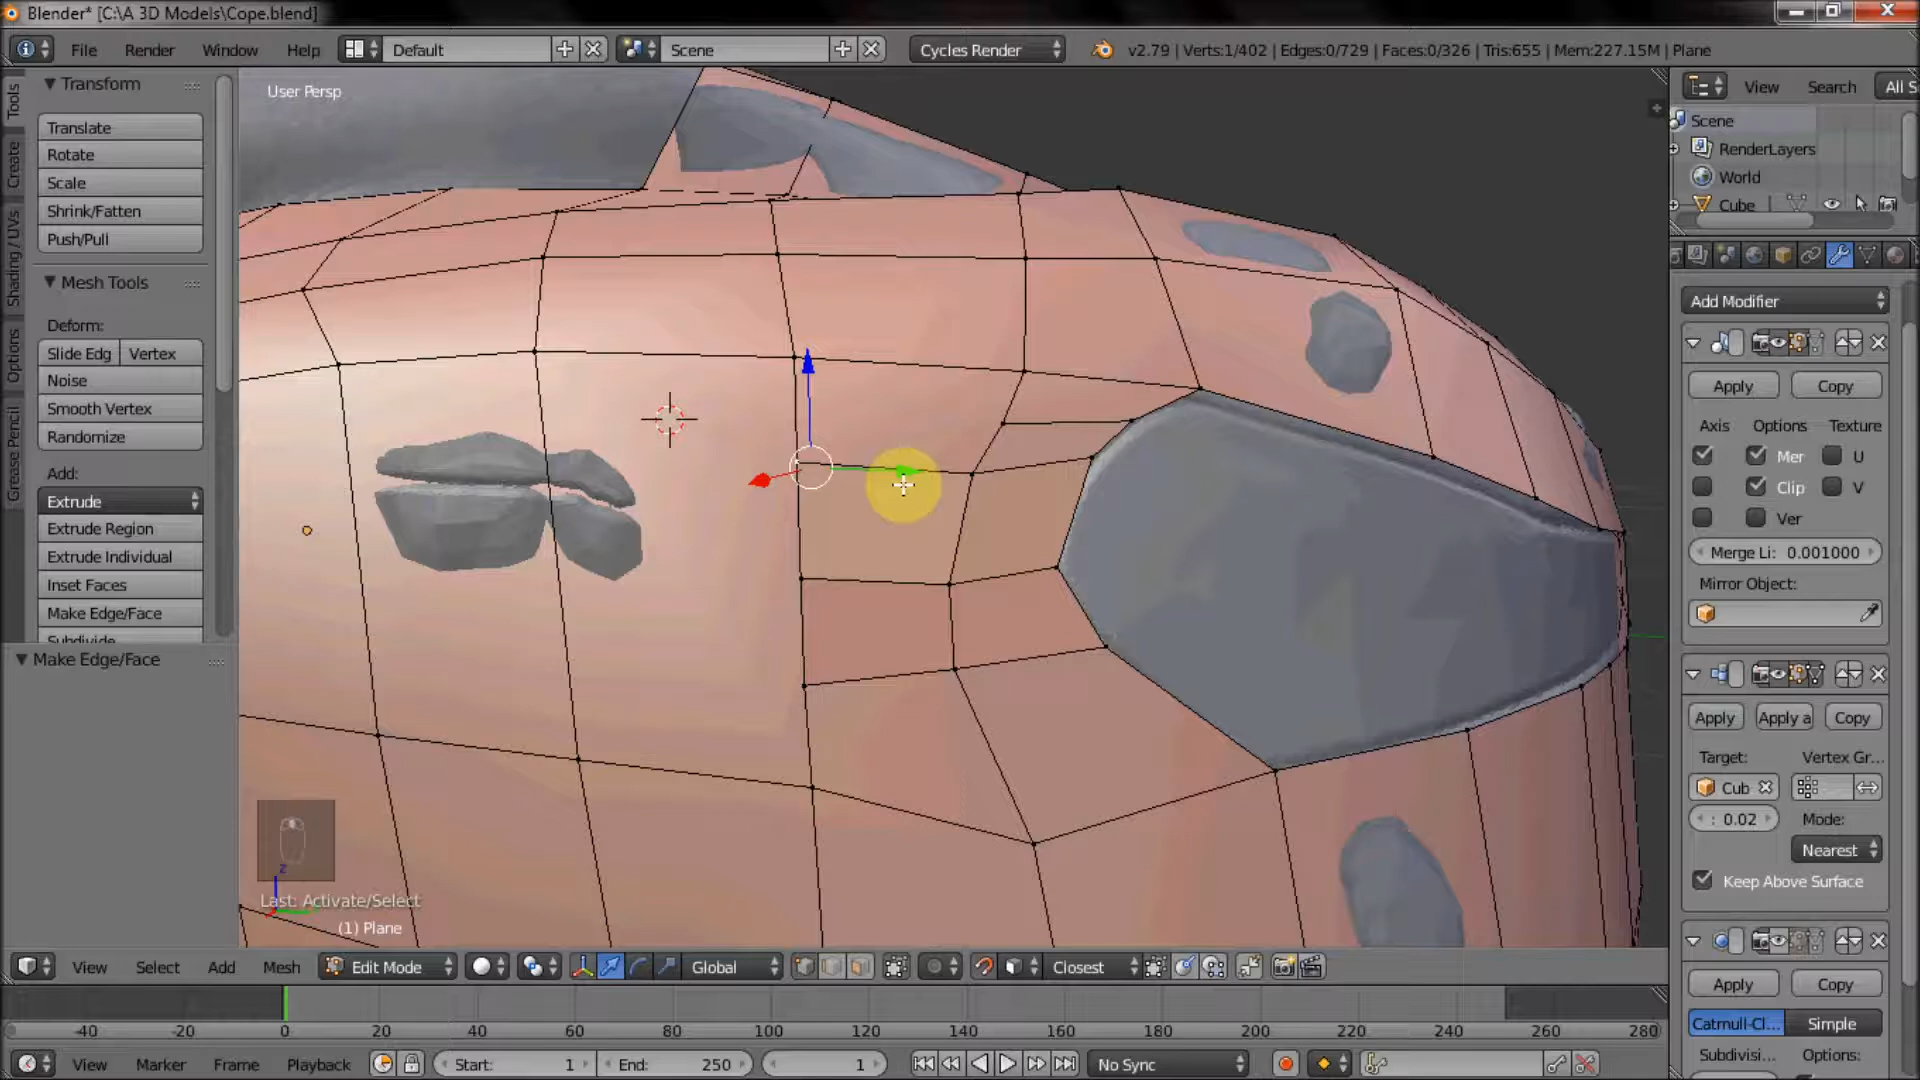 Blender* [C:\A 3D Models\Cope.blend]
File Render Window Help Default Scene Cycles Render v2.79 | Verts:1/402 | Edges:0/729 | Faces:0/326 | Tris:655 | Mem:227.15M | Plane
Tools
Create
Shading / UVs
Options
Grease Pencil
Transform
Translate
Rotate
Scale
Shrink/Fatten
Push/Pull
Mesh Tools
Deform:
Slide Edg Vertex
Noise
Smooth Vertex
Randomize
Add:
Extrude
Extrude Region
Extrude Individual
Inset Faces
Make Edge/Face
Subdivide
Make Edge/Face
User Persp
z
Last: Activate/Select
(1) Plane
View Search All S
Scene
RenderLayers
World
Cube
Add Modifier
Apply Copy
Axis Options Texture
Mer U
Clip V
Ver
Merge Li: 0.001000
Mirror Object:
Apply Apply a Copy
Target: Vertex Gr...
Cub
: 0.02 Mode:
Nearest
Keep Above Surface
Apply Copy
Catmull-Cl... Simple
Subdivisi... Options:
View Select Add Mesh Edit Mode Global Closest
-40 -20 0 20 40 60 80 100 120 140 160 180 200 220 240 260 280
View Marker Frame Playback Start: 1 End: 250 1 No Sync